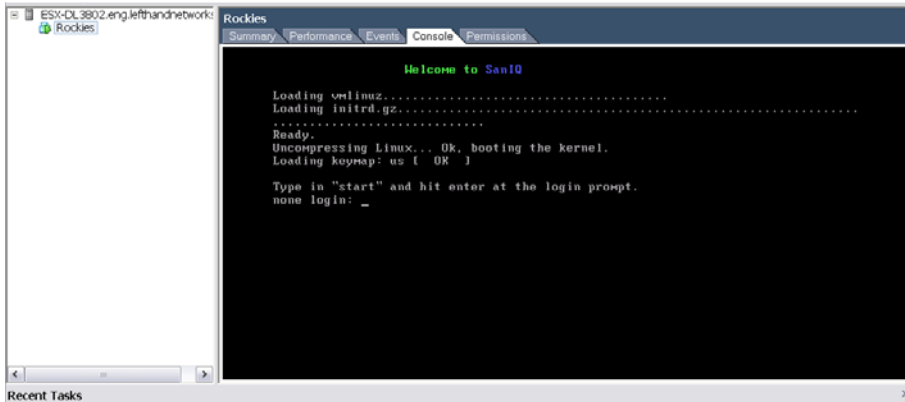 ESX-DL3802.eng.lefthandnetworks
Rockies
Rockies
Summary Performance Events Console Permissions
Welcome to SanIQ
Loading vmlinuz.........................................
Loading initrd.gz..................................................................
..............................
Ready.
Uncompressing Linux... Ok, booting the kernel.
Loading keymap: us [  OK  ]
Type in "start" and hit enter at the login prompt.
none login: _
Recent Tasks